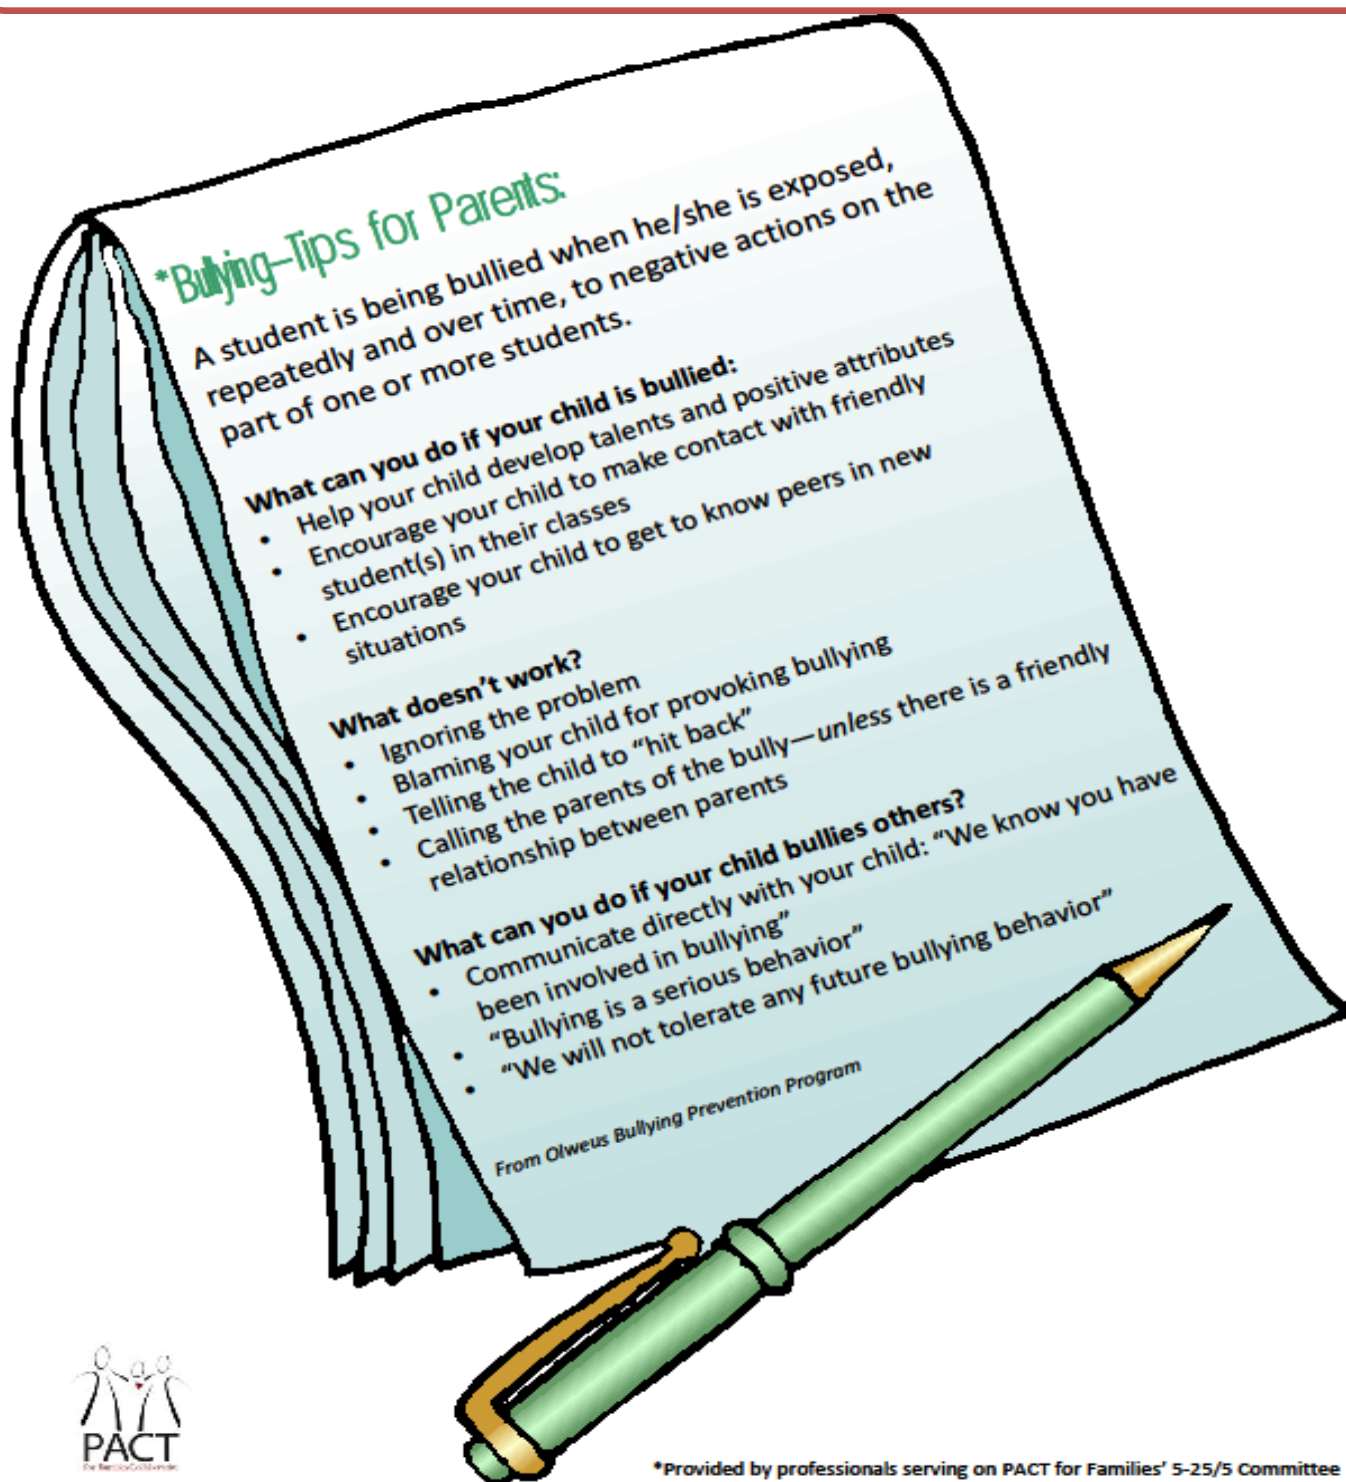 *Bullying–Tips for Parents:
A student is being bullied when he/she is exposed,
repeatedly and over time, to negative actions on the
part of one or more students.
What can you do if your child is bullied:
• Help your child develop talents and positive attributes
• Encourage your child to make contact with friendly
student(s) in their classes
• Encourage your child to get to know peers in new
situations
What doesn't work?
• Ignoring the problem
• Blaming your child for provoking bullying
• Telling the child to “hit back”
• Calling the parents of the bully—unless there is a friendly
relationship between parents
What can you do if your child bullies others?
• Communicate directly with your child: “We know you have
been involved in bullying”
• “Bullying is a serious behavior”
• “We will not tolerate any future bullying behavior”
From Olweus Bullying Prevention Program
PACT
*Provided by professionals serving on PACT for Families' 5-25/5 Committee